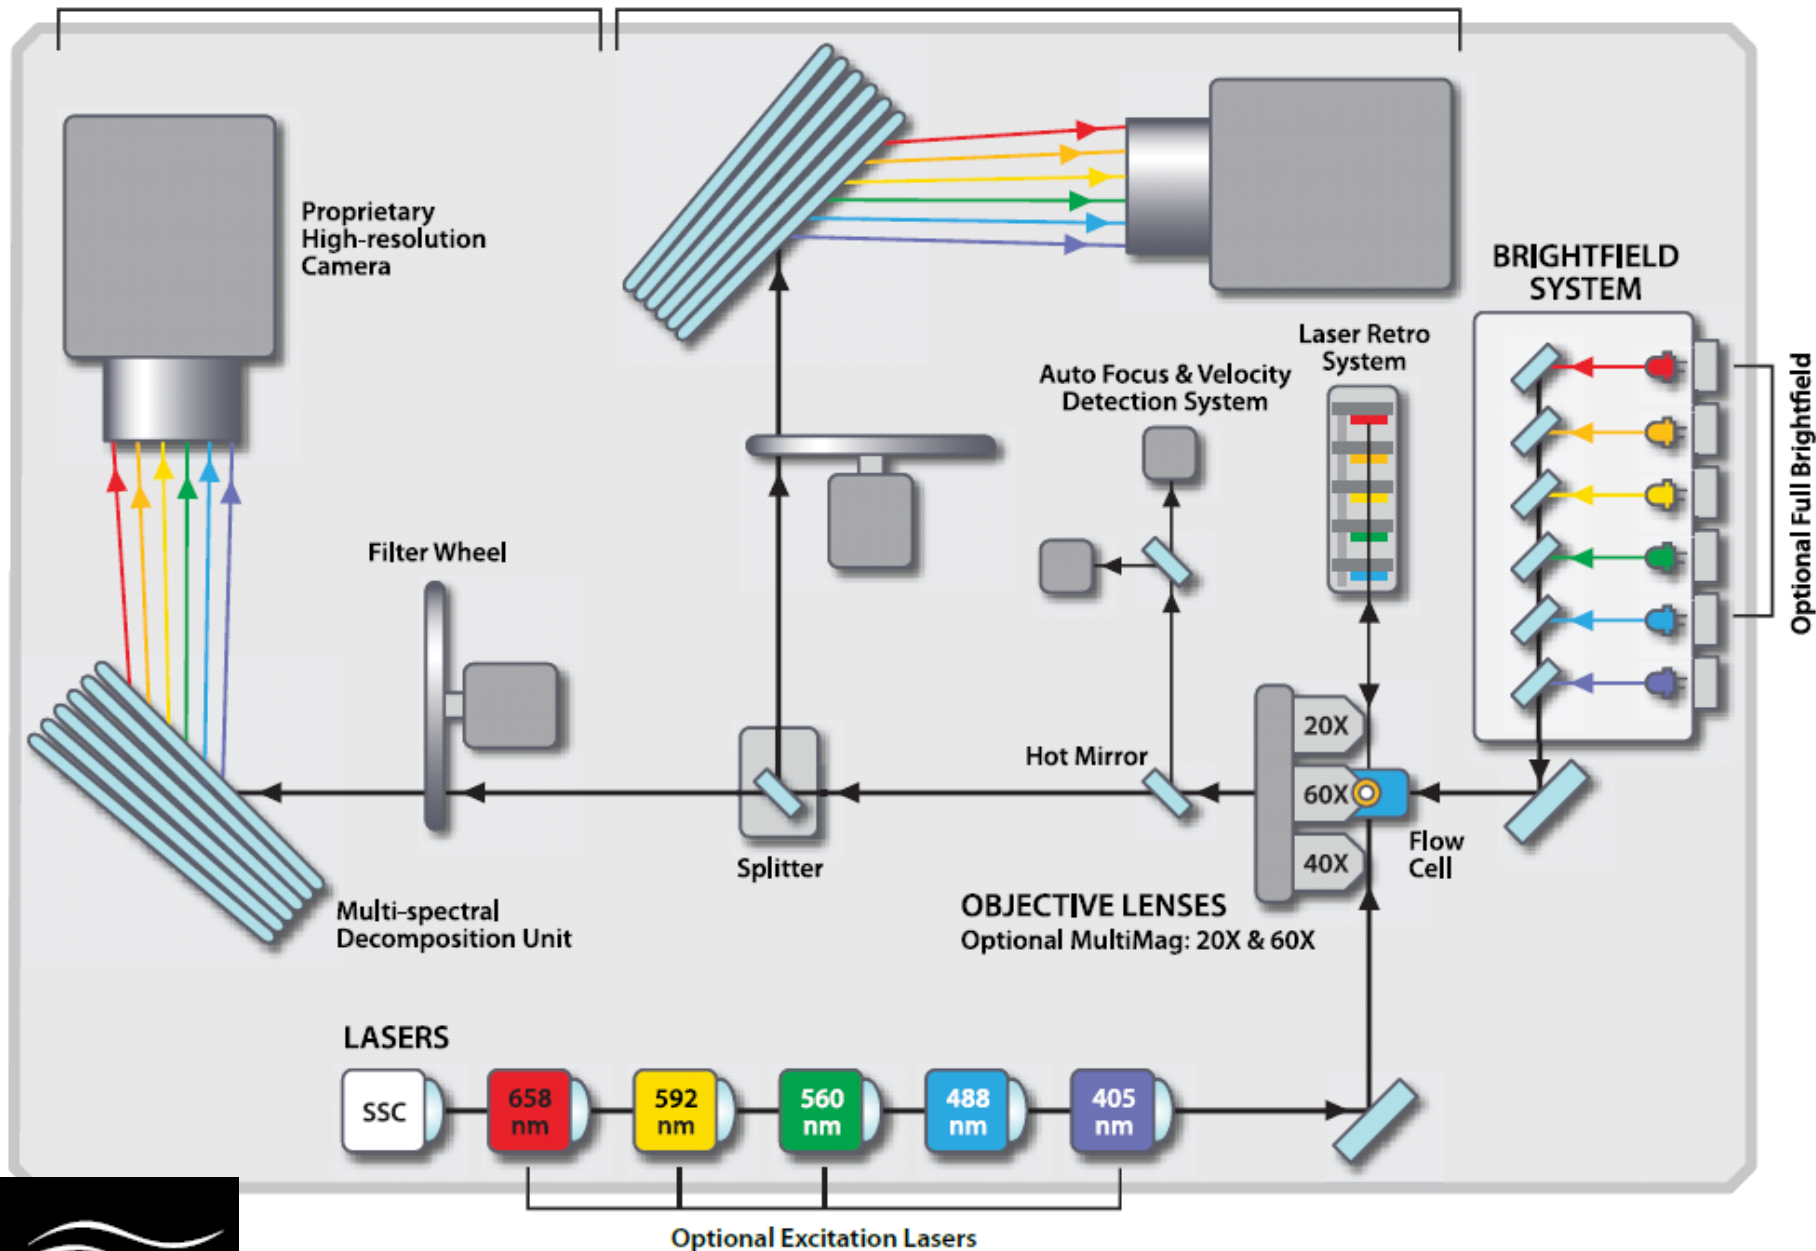 Proprietary
High-resolution
Camera
BRIGHTFIELD
SYSTEM
Laser Retro
System
Auto Focus & Velocity
Detection System
Optional Full Brightfield
Filter Wheel
20X
Hot Mirror
60X
Flow
Cell
40X
Splitter
OBJECTIVE LENSES
Optional MultiMag: 20X & 60X
Multi-spectral
Decomposition Unit
LASERS
SSC
658
nm
592
nm
560
nm
488
nm
405
nm
Optional Excitation Lasers